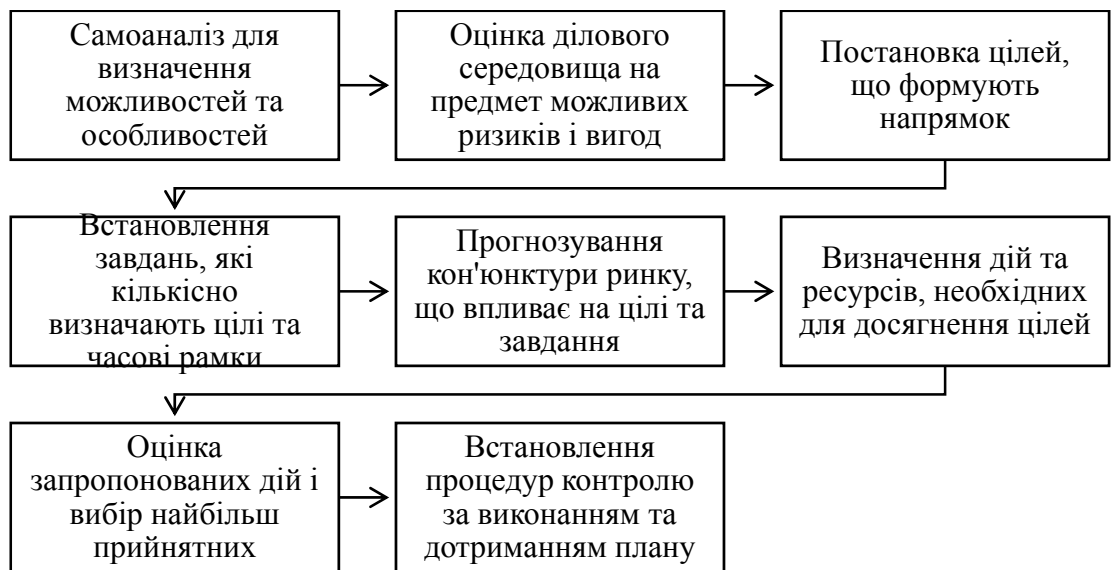 Самоаналіз для
визначення
можливостей та
особливостей
Оцінка ділового
середовища на
предмет можливих
ризиків і вигод
Постановка цілей,
що формують
напрямок
Встановлення
завдань, які
кількісно
визначають цілі та
часові рамки
Прогнозування
кон'юнктури ринку,
що впливає на цілі та
завдання
Визначення дій та
ресурсів, необхідних
для досягнення цілей
Оцінка
запропонованих дій і
вибір найбільш
прийнятних
Встановлення
процедур контролю
за виконанням та
дотриманням плану